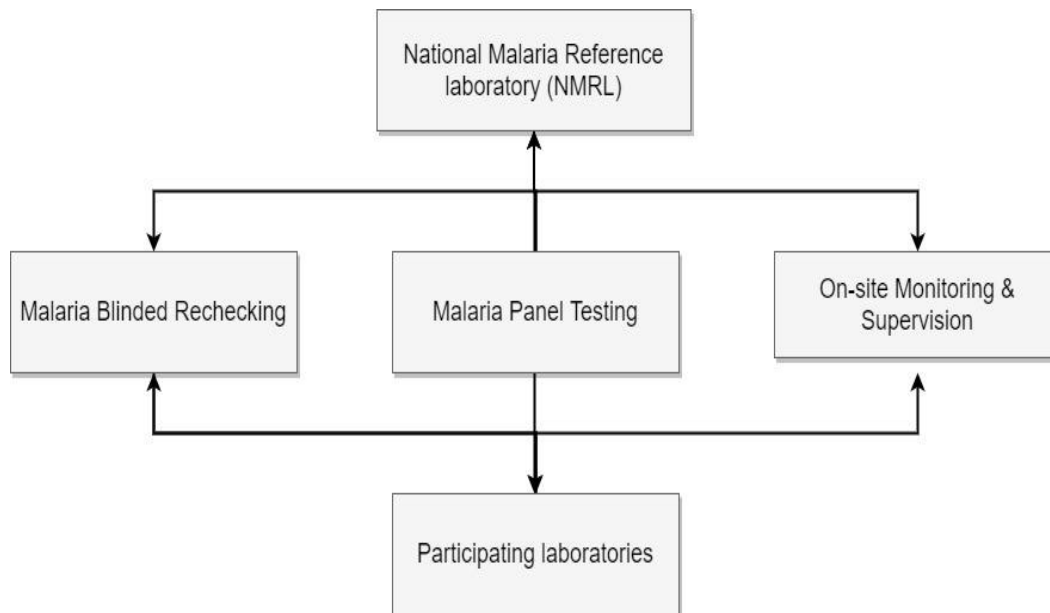 National Malaria Reference
laboratory (NMRL)
Malaria Blinded Rechecking
Malaria Panel Testing
On-site Monitoring &
Supervision
Participating laboratories